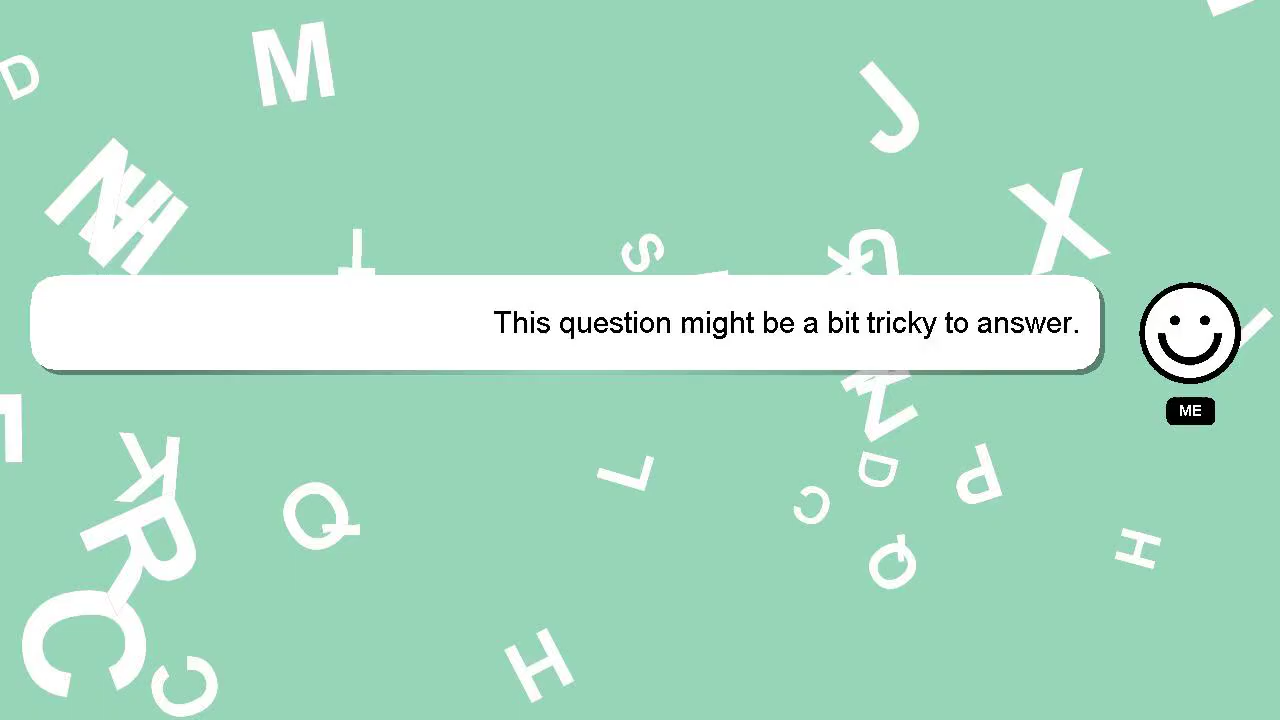 D
M
J
N
H
X
T
S
X
G
This question might be a bit tricky to answer.
ME
Z
K
R
Q
L
D
C
P
Q
H
C
C
H